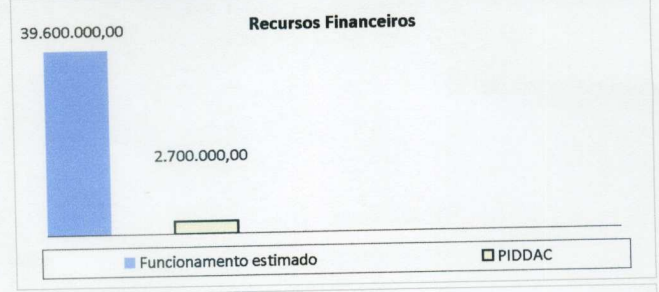 Recursos Financeiros
39.600.000,00
2.700.000,00
Funcionamento estimado
PIDDAC